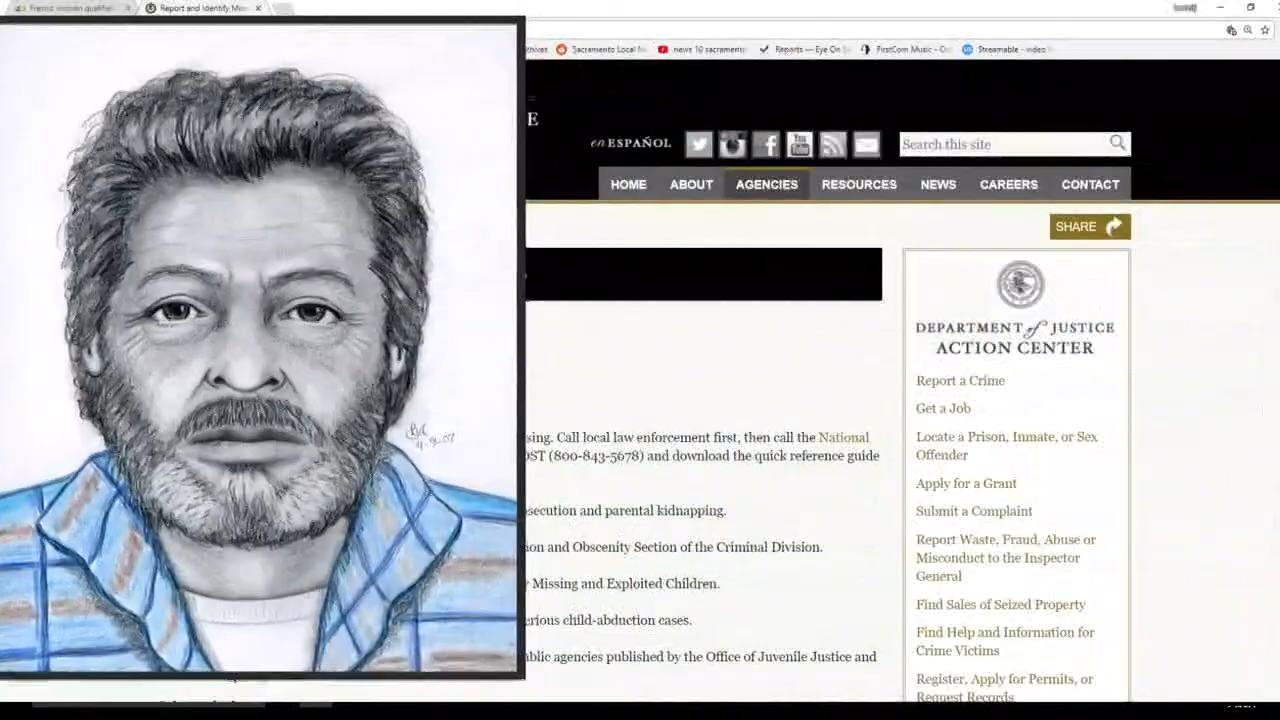 Report and Identify Miss
Sacramento Local N
news 10 sacramento
Reports — Eye On S
FirstCom Music - O
Streamable - video
E
en ESPAÑOL
You
Tube
Search this site
HOME
ABOUT
AGENCIES
RESOURCES
NEWS
CAREERS
CONTACT
SHARE
DEPARTMENT of JUSTICE
ACTION CENTER
Report a Crime
Get a Job
Locate a Prison, Inmate, or Sex
Offender
Apply for a Grant
Submit a Complaint
Report Waste, Fraud, Abuse or
Misconduct to the Inspector
General
Find Sales of Seized Property
Find Help and Information for
Crime Victims
Register, Apply for Permits, or
Request Records
sing. Call local law enforcement first, then call the National
OST (800-843-5678) and download the quick reference guide
secution and parental kidnapping.
ion and Obscenity Section of the Criminal Division.
Missing and Exploited Children.
erious child-abduction cases.
ublic agencies published by the Office of Juvenile Justice and